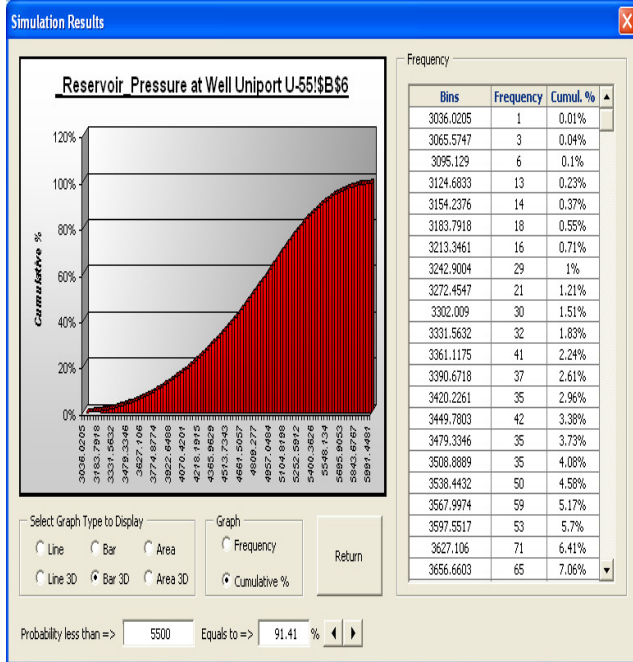 Simulation Results
_Reservoir_Pressure at Well Uniport U-55!$B$6
120%
100%
80%
60%
40%
20%
0%
Cumulative %
3036.0205
3183.7918
3331.5632
3479.3346
3627.106
3774.8774
3922.6488
4070.4201
4218.1915
4365.9629
4513.7343
4661.5057
4809.277
4957.0484
5104.8198
5252.5912
5400.3626
5548.134
5695.9053
5843.6767
5991.4481
Frequency
Bins Frequency Cumul. %
3036.0205 1 0.01%
3065.5747 3 0.04%
3095.129 6 0.1%
3124.6833 13 0.23%
3154.2376 14 0.37%
3183.7918 18 0.55%
3213.3461 16 0.71%
3242.9004 29 1%
3272.4547 21 1.21%
3302.009 30 1.51%
3331.5632 32 1.83%
3361.1175 41 2.24%
3390.6718 37 2.61%
3420.2261 35 2.96%
3449.7803 42 3.38%
3479.3346 35 3.73%
3508.8889 35 4.08%
3538.4432 50 4.58%
3567.9974 59 5.17%
3597.5517 53 5.7%
3627.106 71 6.41%
3656.6603 65 7.06%
Select Graph Type to Display
Line Bar Area
Line 3D Bar 3D Area 3D
Graph
Frequency
Cumulative %
Return
Probability less than => 5500 Equals to => 91.41 %